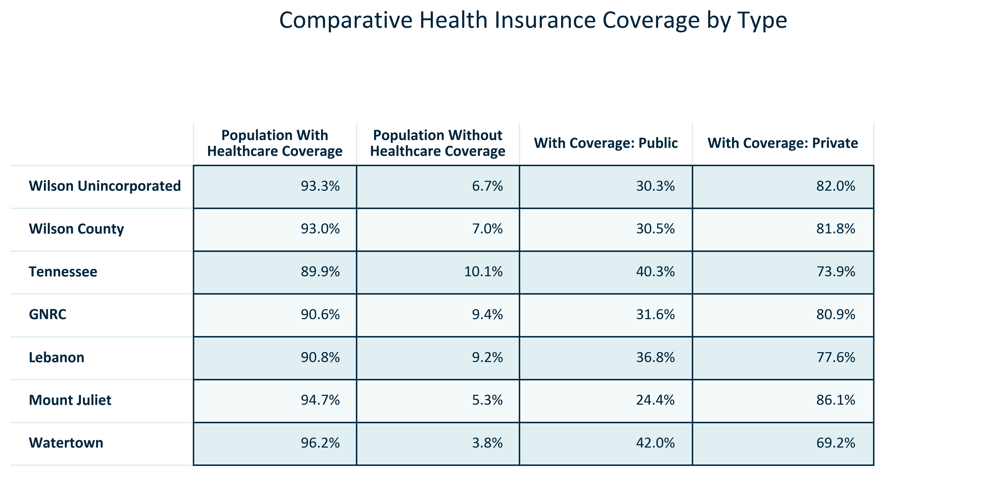 Comparative Health Insurance Coverage by Type
Population With
Healthcare Coverage
Population Without
Healthcare Coverage
With Coverage: Public
With Coverage: Private
Wilson Unincorporated 93.3% 6.7% 30.3% 82.0%
Wilson County 93.0% 7.0% 30.5% 81.8%
Tennessee 89.9% 10.1% 40.3% 73.9%
GNRC 90.6% 9.4% 31.6% 80.9%
Lebanon 90.8% 9.2% 36.8% 77.6%
Mount Juliet 94.7% 5.3% 24.4% 86.1%
Watertown 96.2% 3.8% 42.0% 69.2%